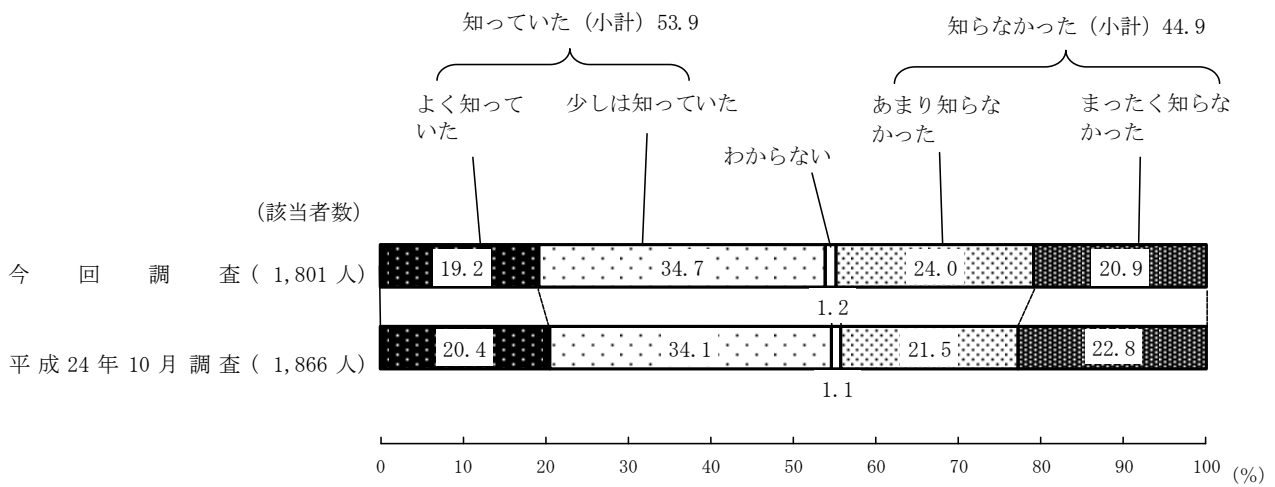 知っていた（小計）53.9
知らなかった（小計）44.9
よく知って
いた
少しは知っていた
わからない
あまり知らな
かった
まったく知らな
かった
（該当者数）
今回調査( 1,801 人)
19.2
34.7
24.0
20.9
1.2
平成 24 年 10 月 調査 ( 1,866 人)
20.4
34.1
21.5
22.8
1.1
0 10 20 30 40 50 60 70 80 90 100 (%)